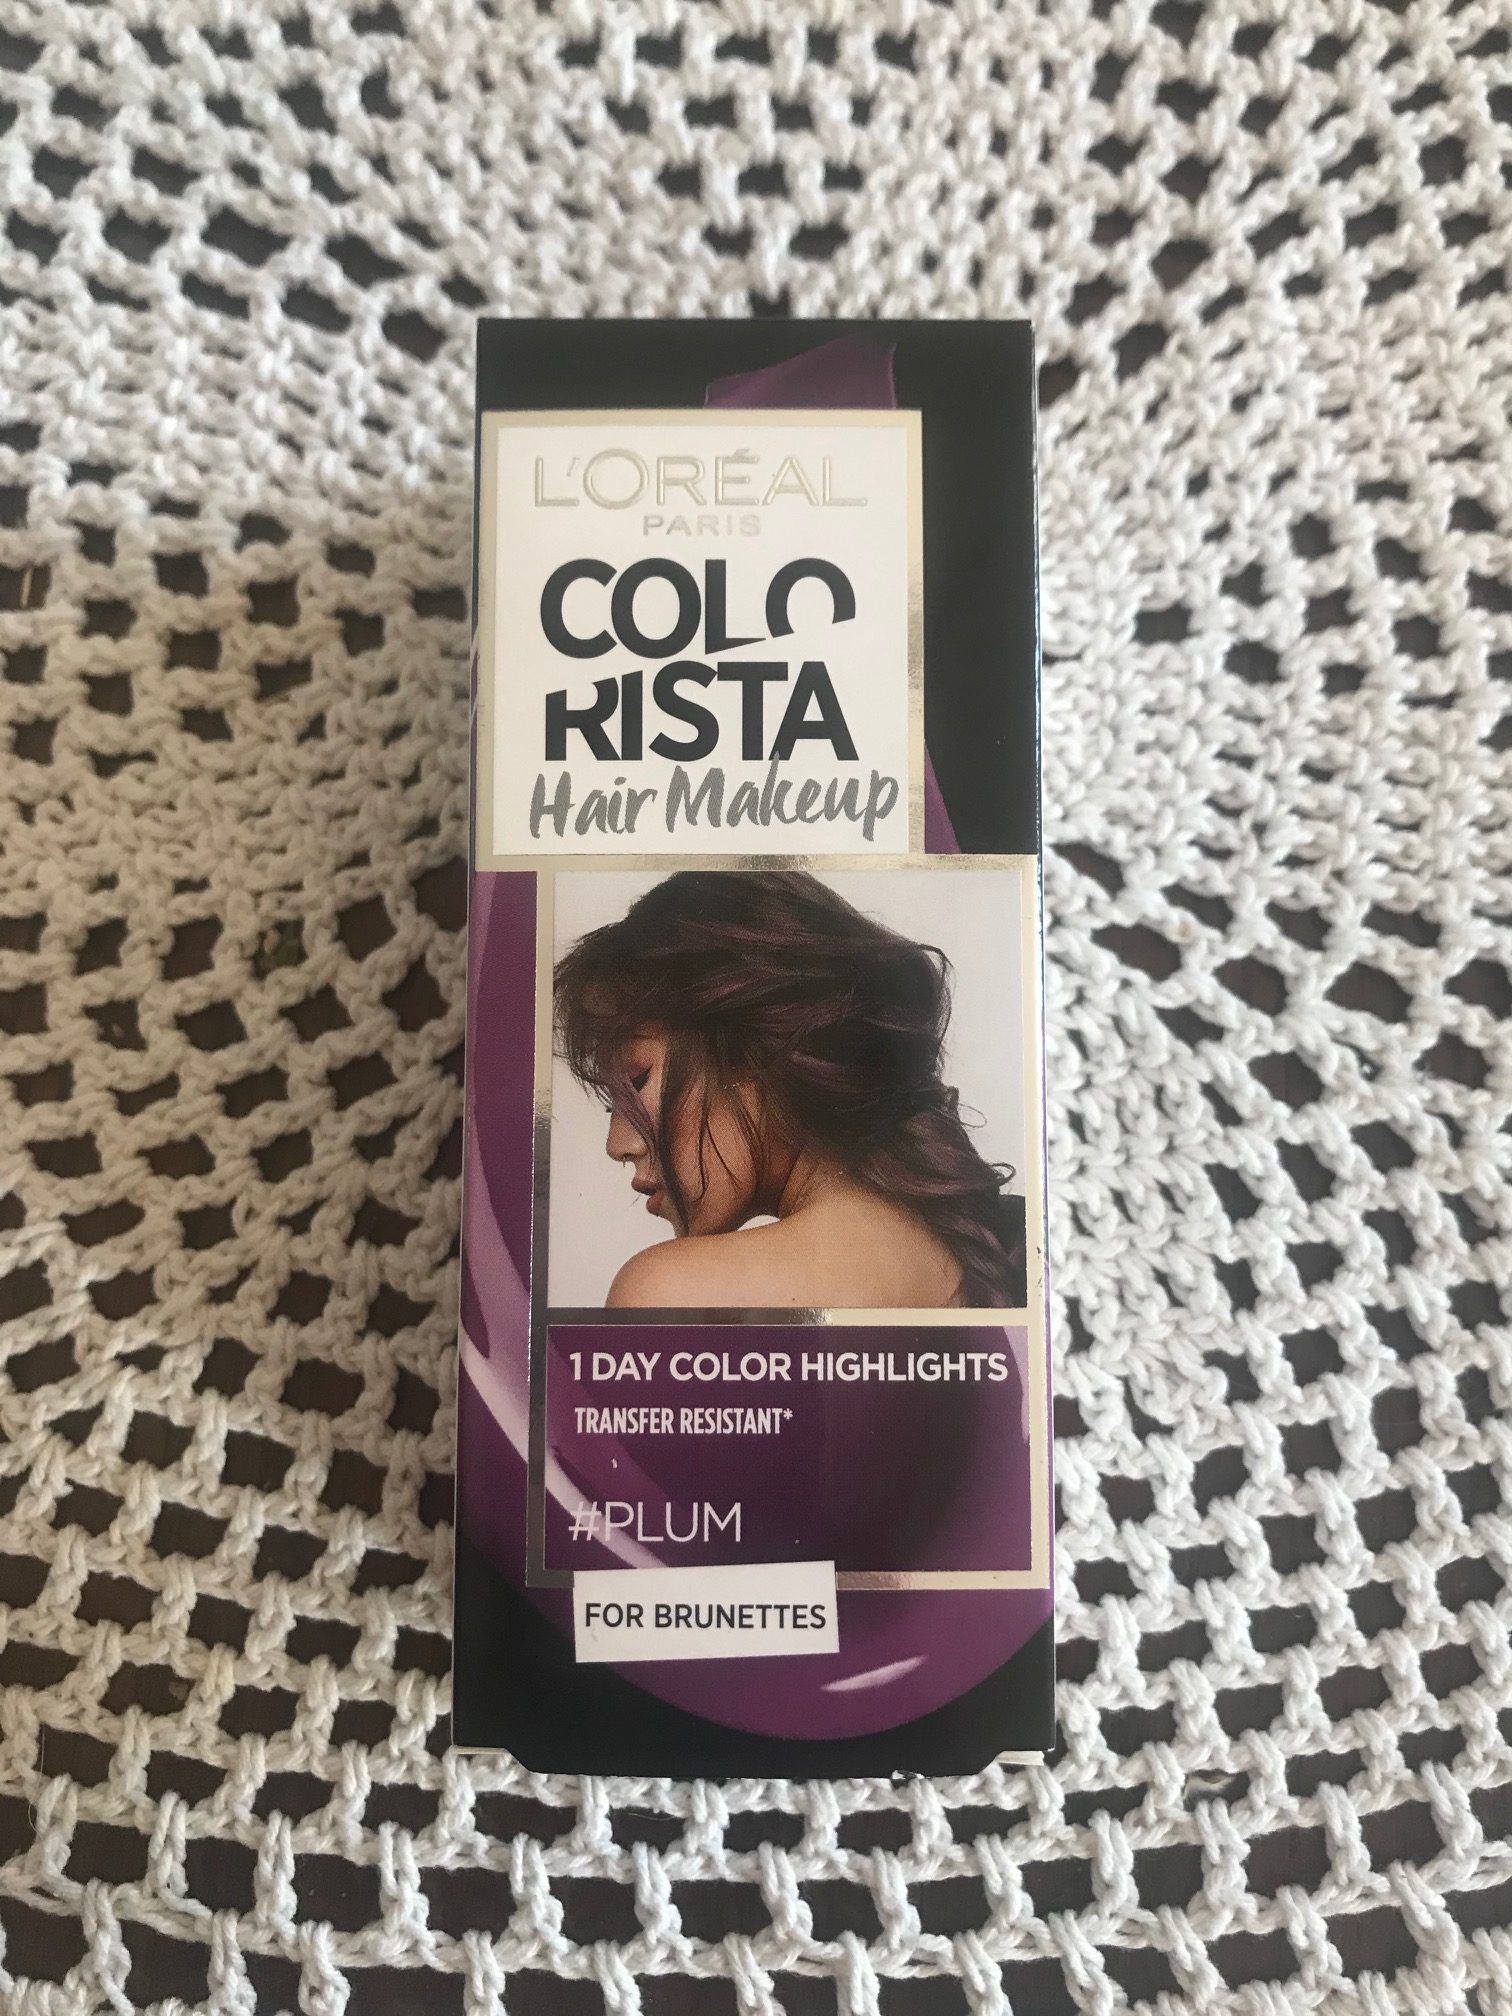 L'ORÉAL
PARIS
COLO
RISTA
Hair Makeup
1 DAY COLOR HIGHLIGHTS
TRANSFER RESISTANT*
#PLUM
FOR BRUNETTES